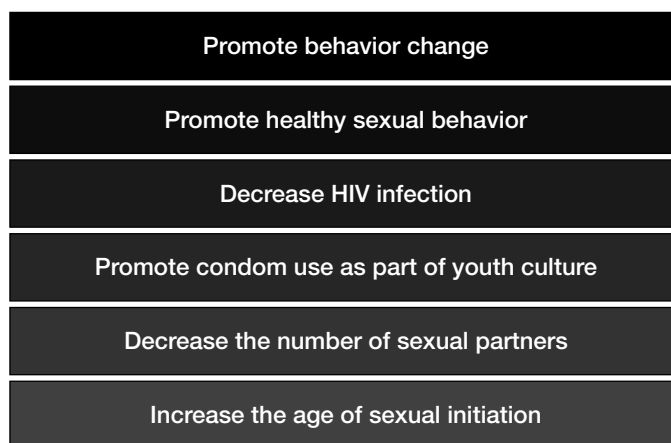 Promote behavior change
Promote healthy sexual behavior
Decrease HIV infection
Promote condom use as part of youth culture
Decrease the number of sexual partners
Increase the age of sexual initiation